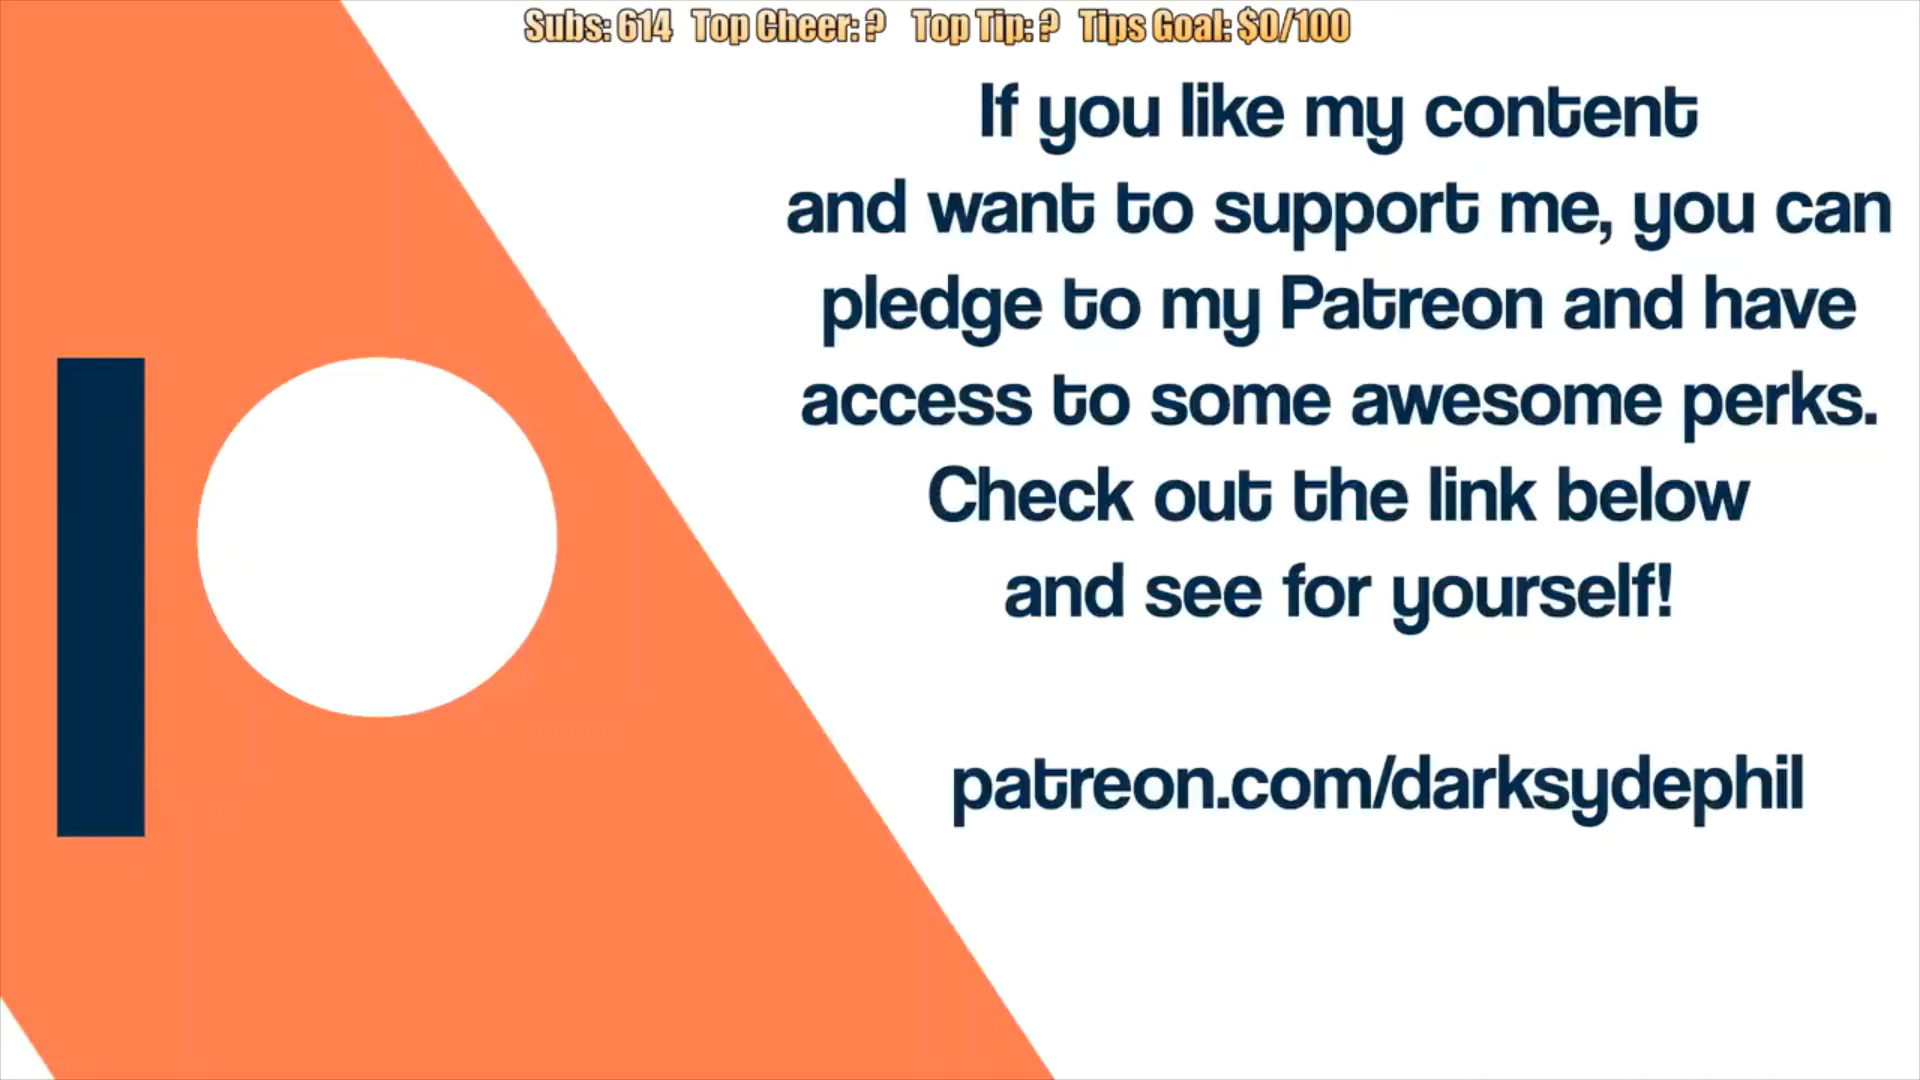 Subs: 614 Top Cheer: ? Top Tip: ? Tips Goal: $0/100
If you like my content
and want to support me, you can
pledge to my Patreon and have
access to some awesome perks.
Check out the link below
and see for yourself!
patreon.com/darksydephil